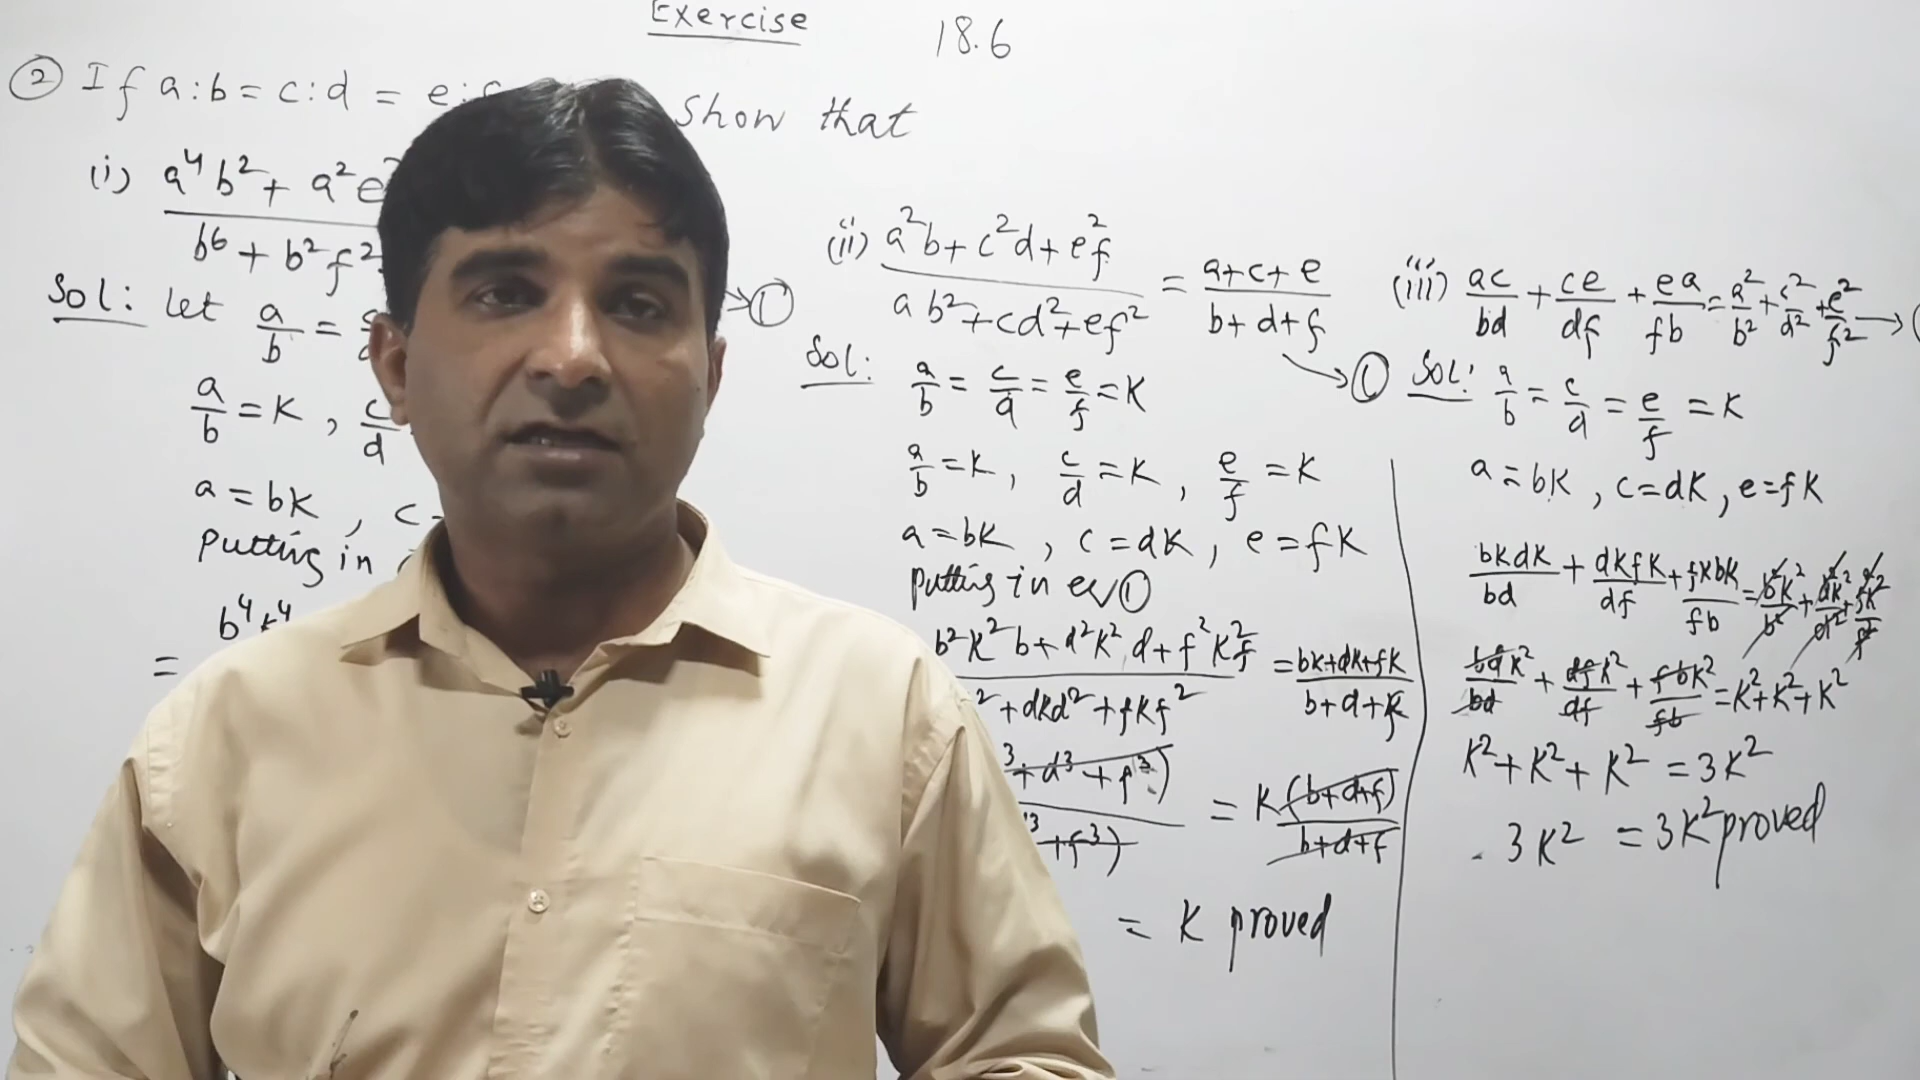 Exercise 18.6
② If a:b = c:d = e: Show that
(i) a⁴b² + a²e
b⁶ + b²f²
→ ①
Sol: let a/b =
a/b = K , c/d
a = bK , c
Putting in
b⁴k⁴
=
(ii) (a²b + c²d + e²f)/(ab² + cd² + ef²) = (a+c+e)/(b+d+f) → ①
Sol: a/b = c/d = e/f = K
a/b = K , c/d = K , e/f = K
a = bK , c = dK , e = fK
putting in eq ①
b²K²b + d²K²d + f²K²f = (bK+dK+fK)/(b+d+f)
² + dKd² + fKf²
³ + d³ + f³) = K(b+d+f)/(b+d+f)
³ + f³)
= K proved
(iii) ac/bd + ce/df + ea/fb = a²/b² + c²/d² + e²/f² →
Sol: a/b = c/d = e/f = K
a = bK , c = dK , e = fK
bKdK/bd + dKfK/df + fKbK/fb = b²K²/b² + d²K²/d² + f²K²/f²
bdK²/bd + dfK²/df + fbK²/fb = K² + K² + K²
K² + K² + K² = 3K²
3K² = 3K² proved